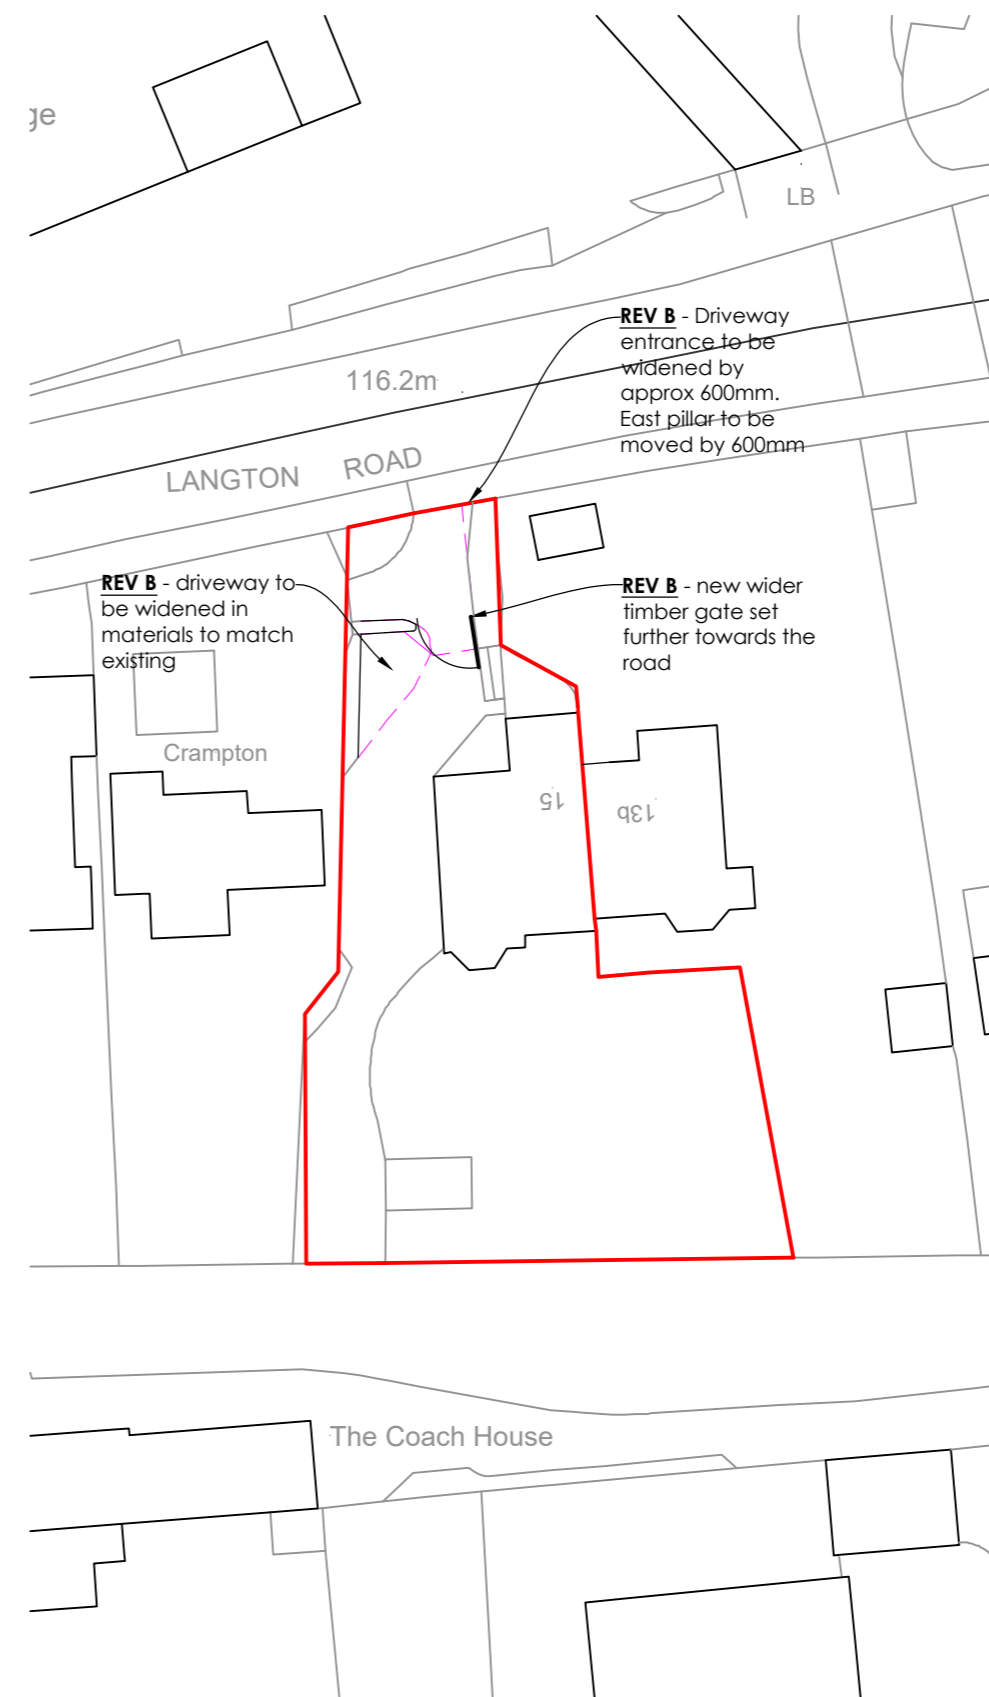 ge
LB
REV B - Driveway
entrance to be
widened by
approx 600mm.
East pillar to be
moved by 600mm
116.2m
LANGTON ROAD
REV B - driveway to
be widened in
materials to match
existing
REV B - new wider
timber gate set
further towards the
road
Crampton
15
13b
The Coach House